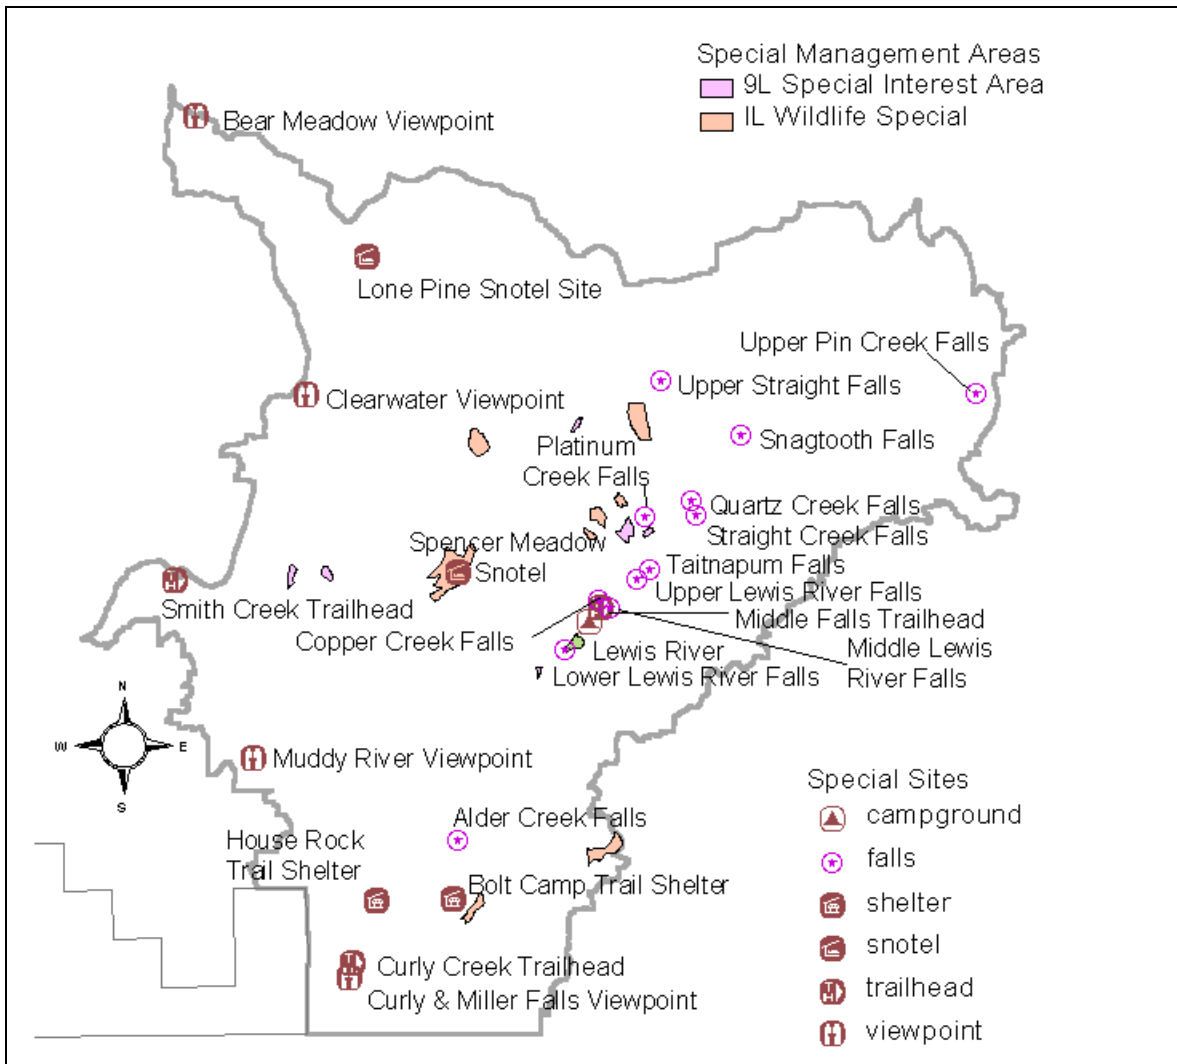 Special Management Areas
9L Special Interest Area
IL Wildlife Special
Bear Meadow Viewpoint
Lone Pine Snotel Site
Upper Pin Creek Falls
Upper Straight Falls
Clearwater Viewpoint
Snagtooth Falls
Platinum
Creek Falls
Quartz Creek Falls
Straight Creek Falls
Spencer Meadow
Snotel
Taitnapum Falls
Upper Lewis River Falls
Smith Creek Trailhead
Middle Falls Trailhead
Copper Creek Falls
Middle Lewis
River Falls
Lewis River
Lower Lewis River Falls
N
W E
S
Muddy River Viewpoint
Alder Creek Falls
House Rock
Trail Shelter
Bolt Camp Trail Shelter
Curly Creek Trailhead
Curly & Miller Falls Viewpoint
Special Sites
campground
falls
shelter
snotel
TH trailhead
viewpoint